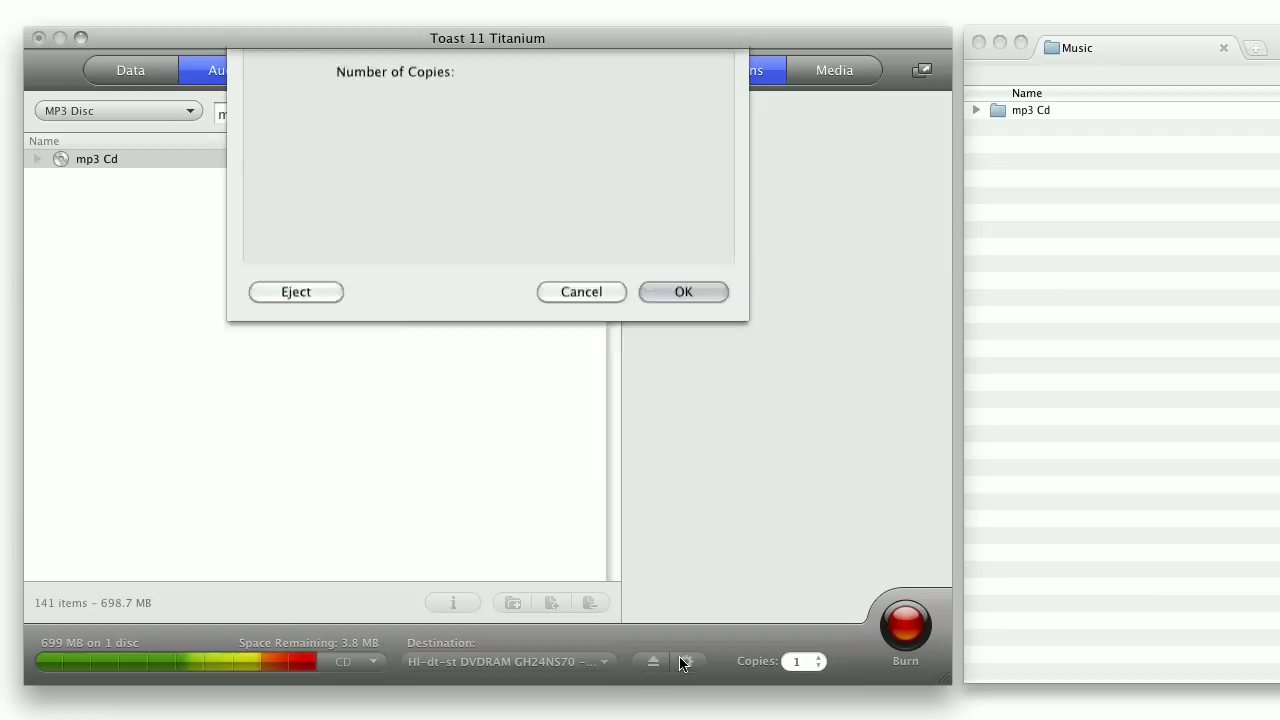 Toast 11 Titanium
Data
Media
Number of Copies:
MP3 Disc
Name
mp3 Cd
Eject
Cancel
OK
141 items – 698.7 MB
699 MB on 1 disc
Space Remaining: 3.8 MB
CD
Destination:
Hl-dt-st DVDRAM GH24NS70 -...
Copies: 1
Burn
Music
Name
mp3 Cd